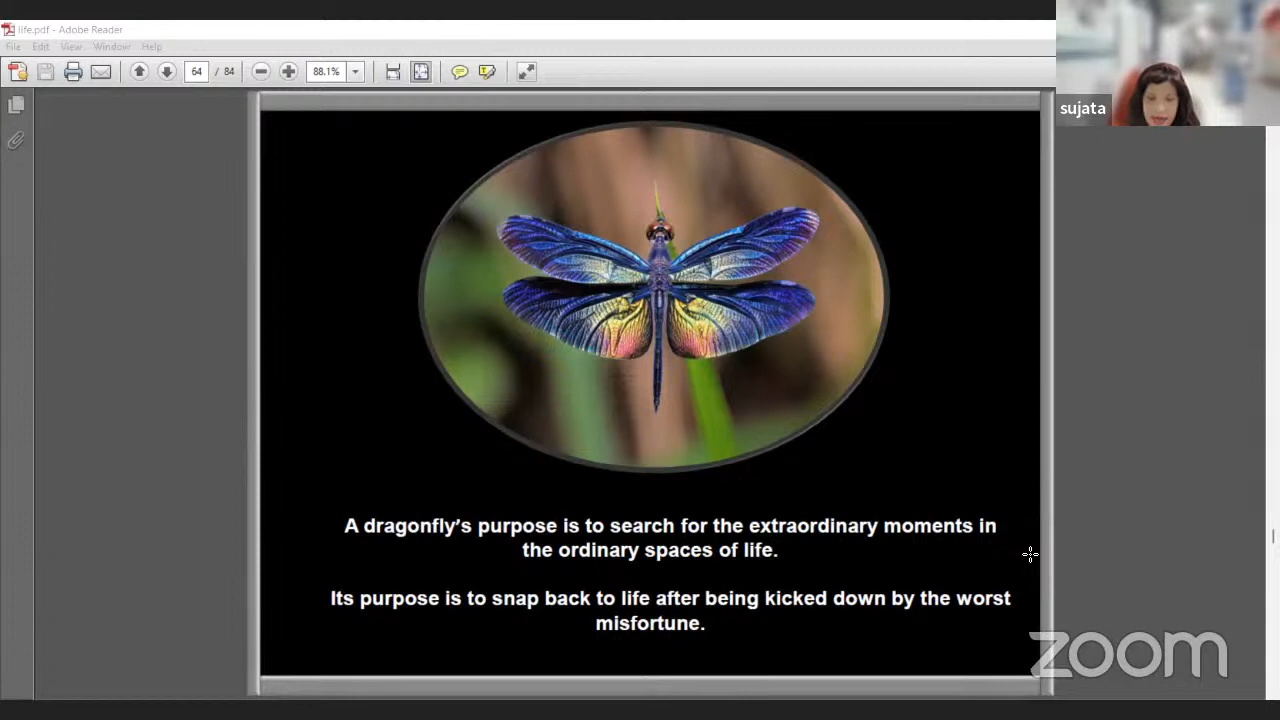 life.pdf - Adobe Reader
File Edit View Window Help
64 / 84 88.1%
sujata
A dragonfly's purpose is to search for the extraordinary moments in
the ordinary spaces of life.
Its purpose is to snap back to life after being kicked down by the worst
misfortune.
zoom